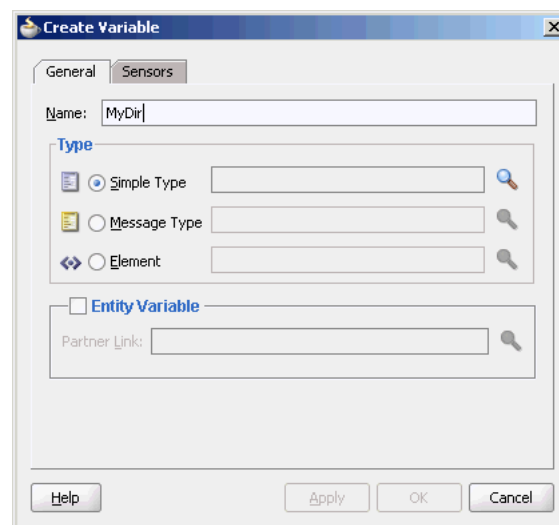 Create Variable
General Sensors
Name: MyDir
Type
Simple Type
Message Type
Element
Entity Variable
Partner Link:
Help Apply OK Cancel